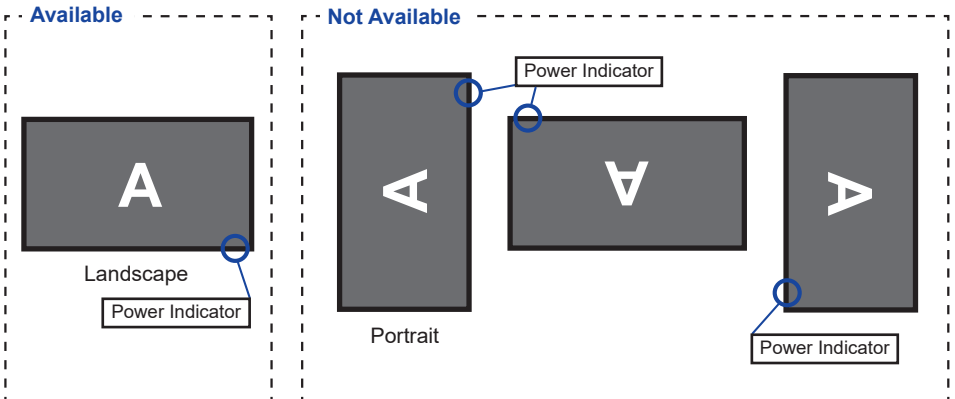 Available
Not Available
Power Indicator
A
A
A
A
Landscape
Power Indicator
Portrait
Power Indicator